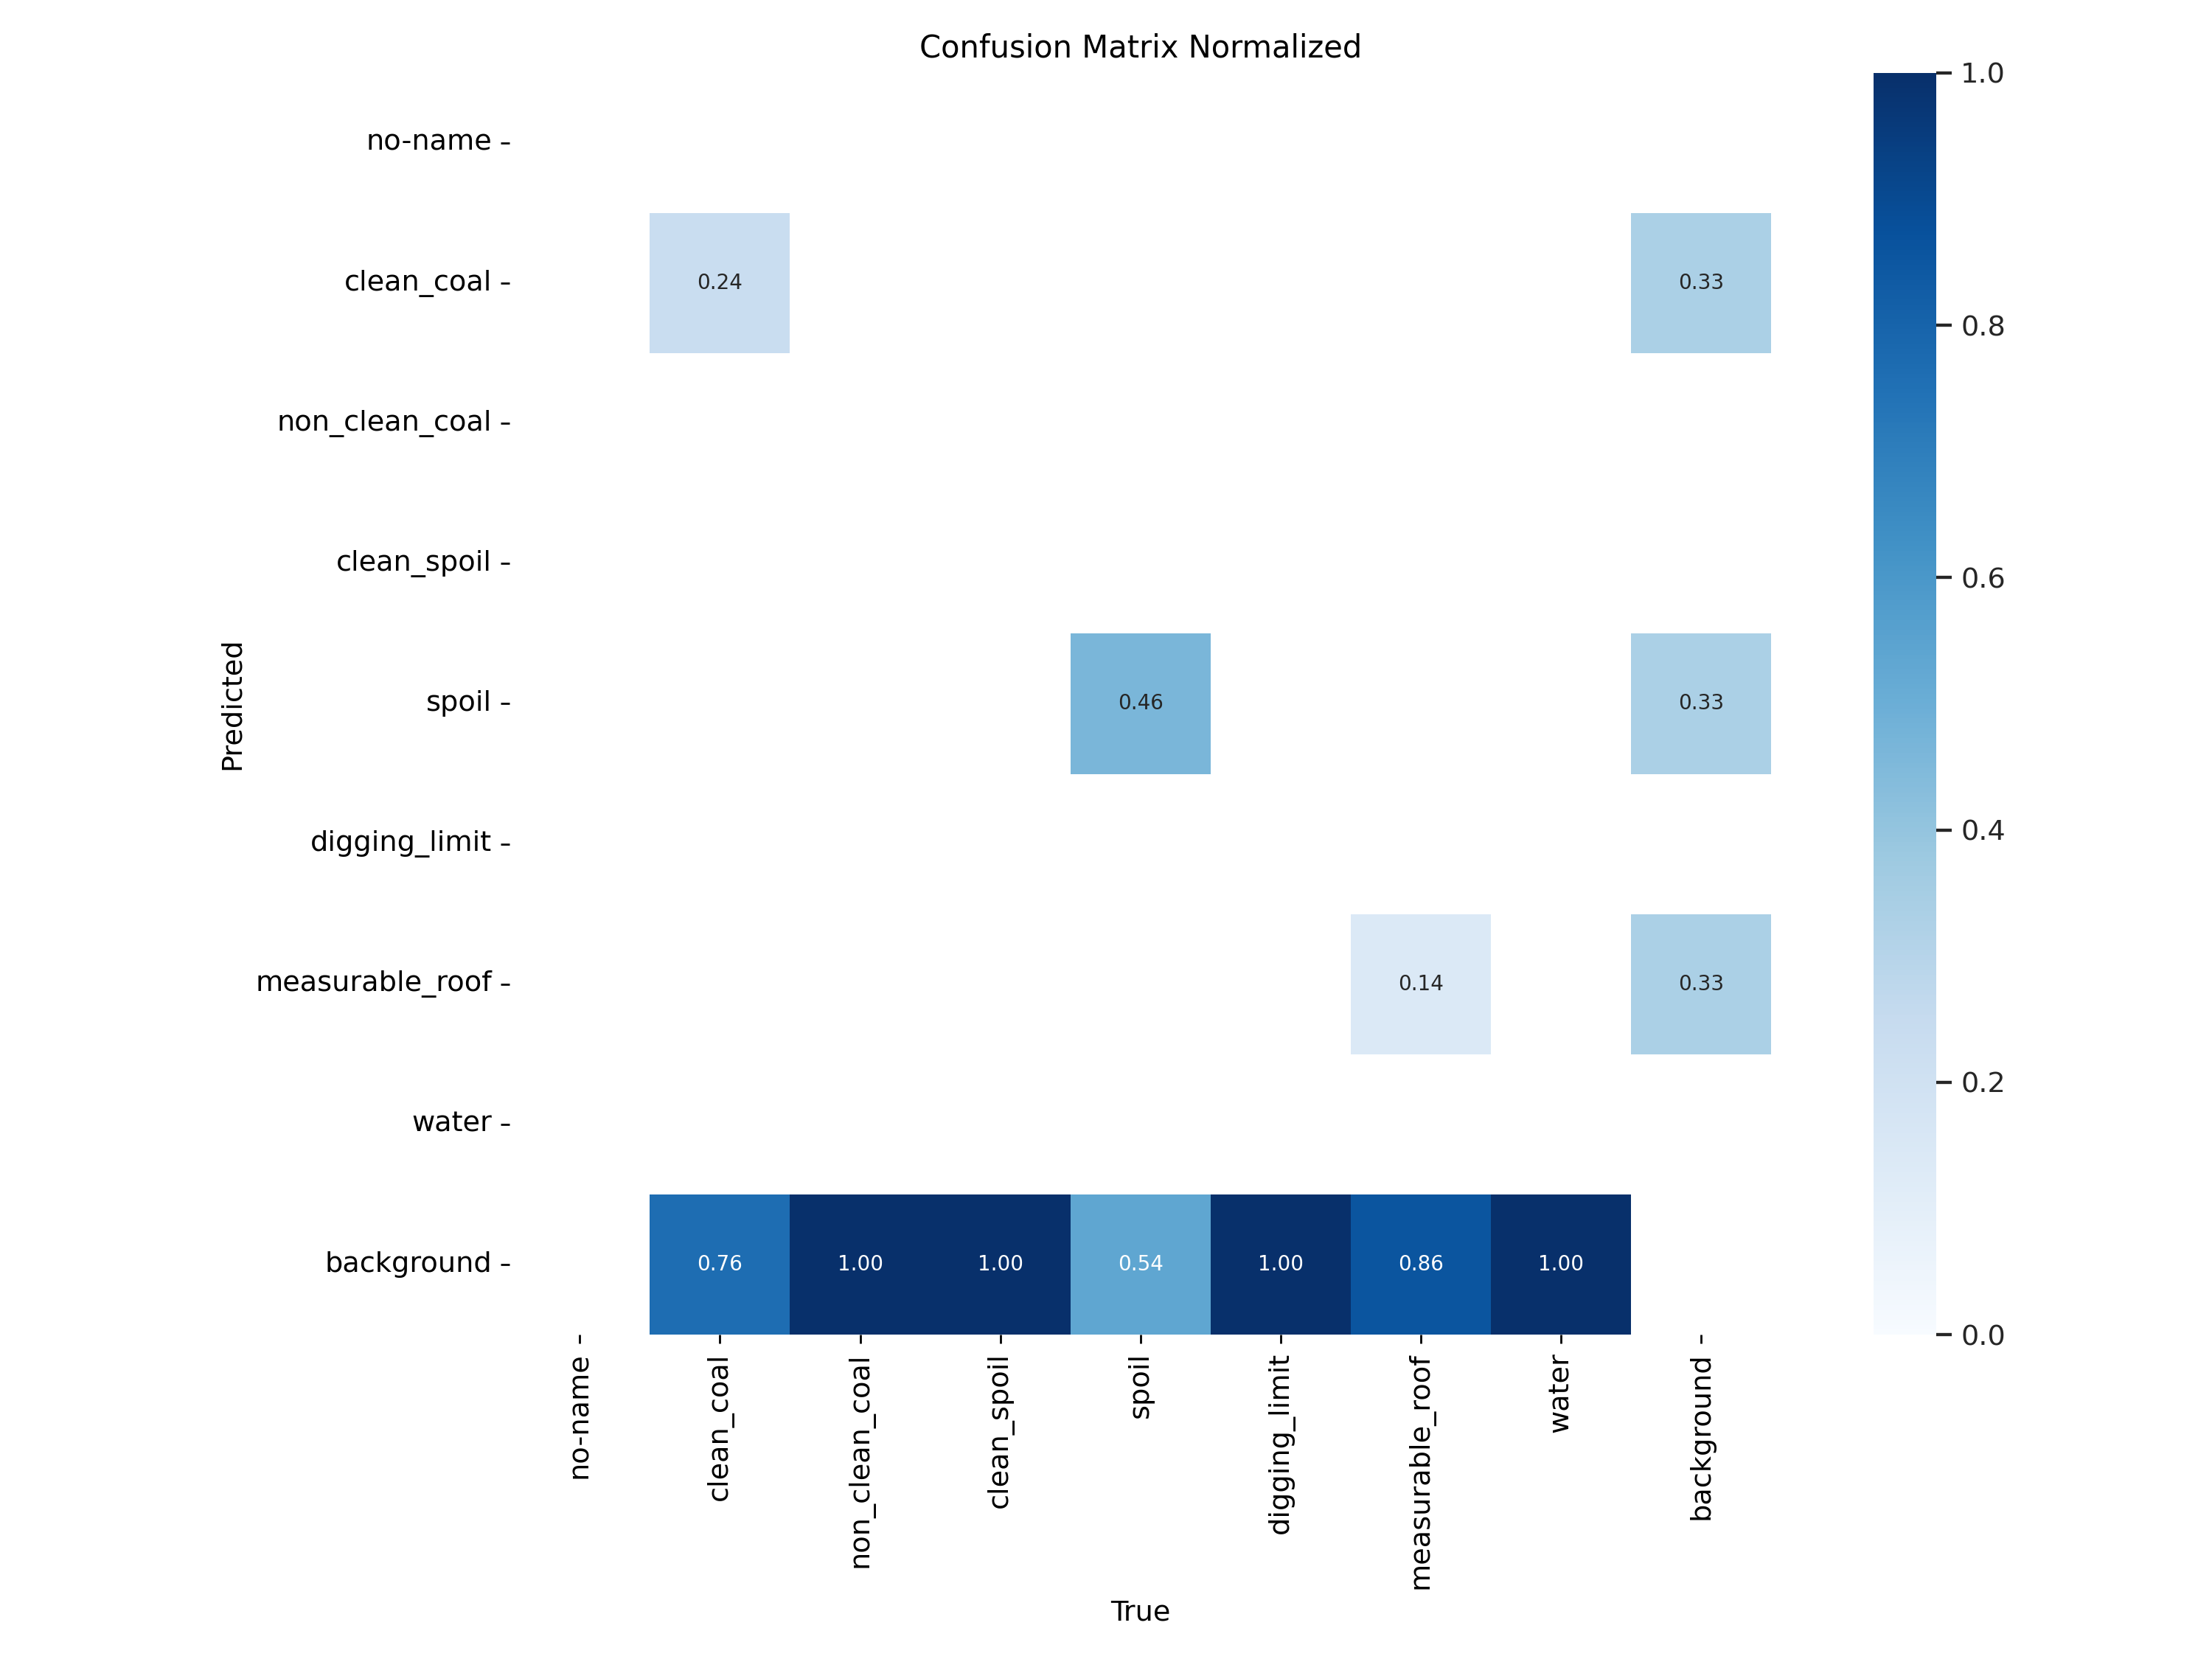 Confusion Matrix Normalized
no-name
clean_coal
0.24
0.33
non_clean_coal
clean_spoil
spoil
0.46
0.33
digging_limit
measurable_roof
0.14
0.33
water
background
0.76
1.00
1.00
0.54
1.00
0.86
1.00
Predicted
no-name
clean_coal
non_clean_coal
clean_spoil
spoil
digging_limit
measurable_roof
water
background
True
1.0
0.8
0.6
0.4
0.2
0.0